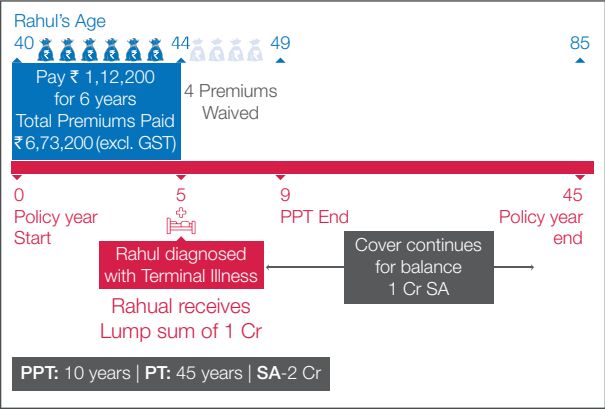 Rahul's Age
40 44 49 85
Pay ₹ 1,12,200
for 6 years
Total Premiums Paid
₹ 6,73,200 (excl. GST)
4 Premiums
Waived
0 5 9 45
Policy year
Start
PPT End
Policy year
end
Rahul diagnosed
with Terminal Illness
Cover continues
for balance
1 Cr SA
Rahual receives
Lump sum of 1 Cr
PPT: 10 years | PT: 45 years | SA-2 Cr